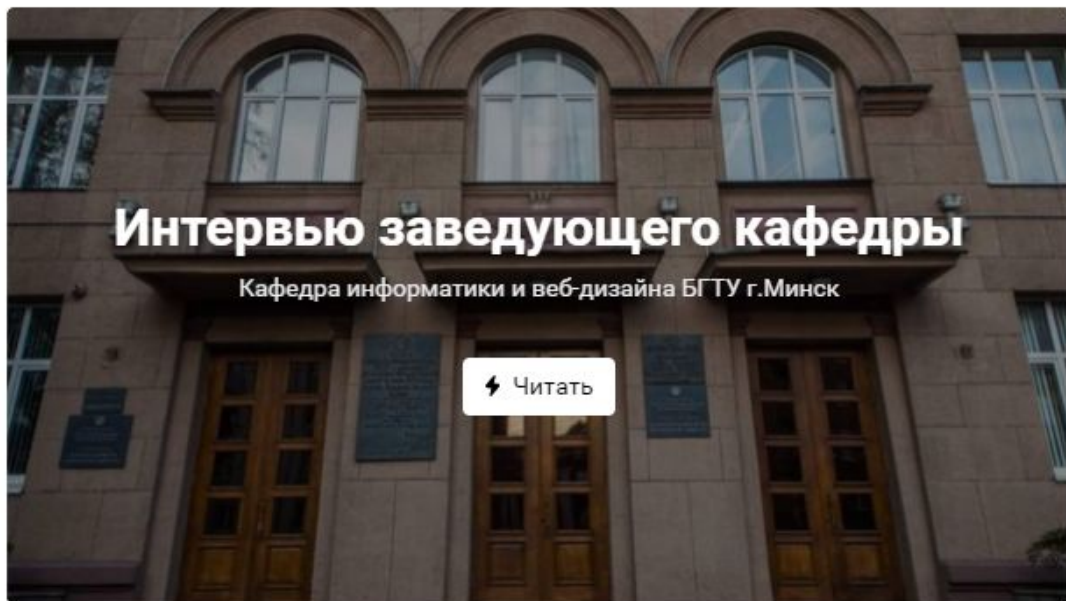 Интервью заведующего кафедры
Кафедра информатики и веб-дизайна БГТУ г.Минск
Читать